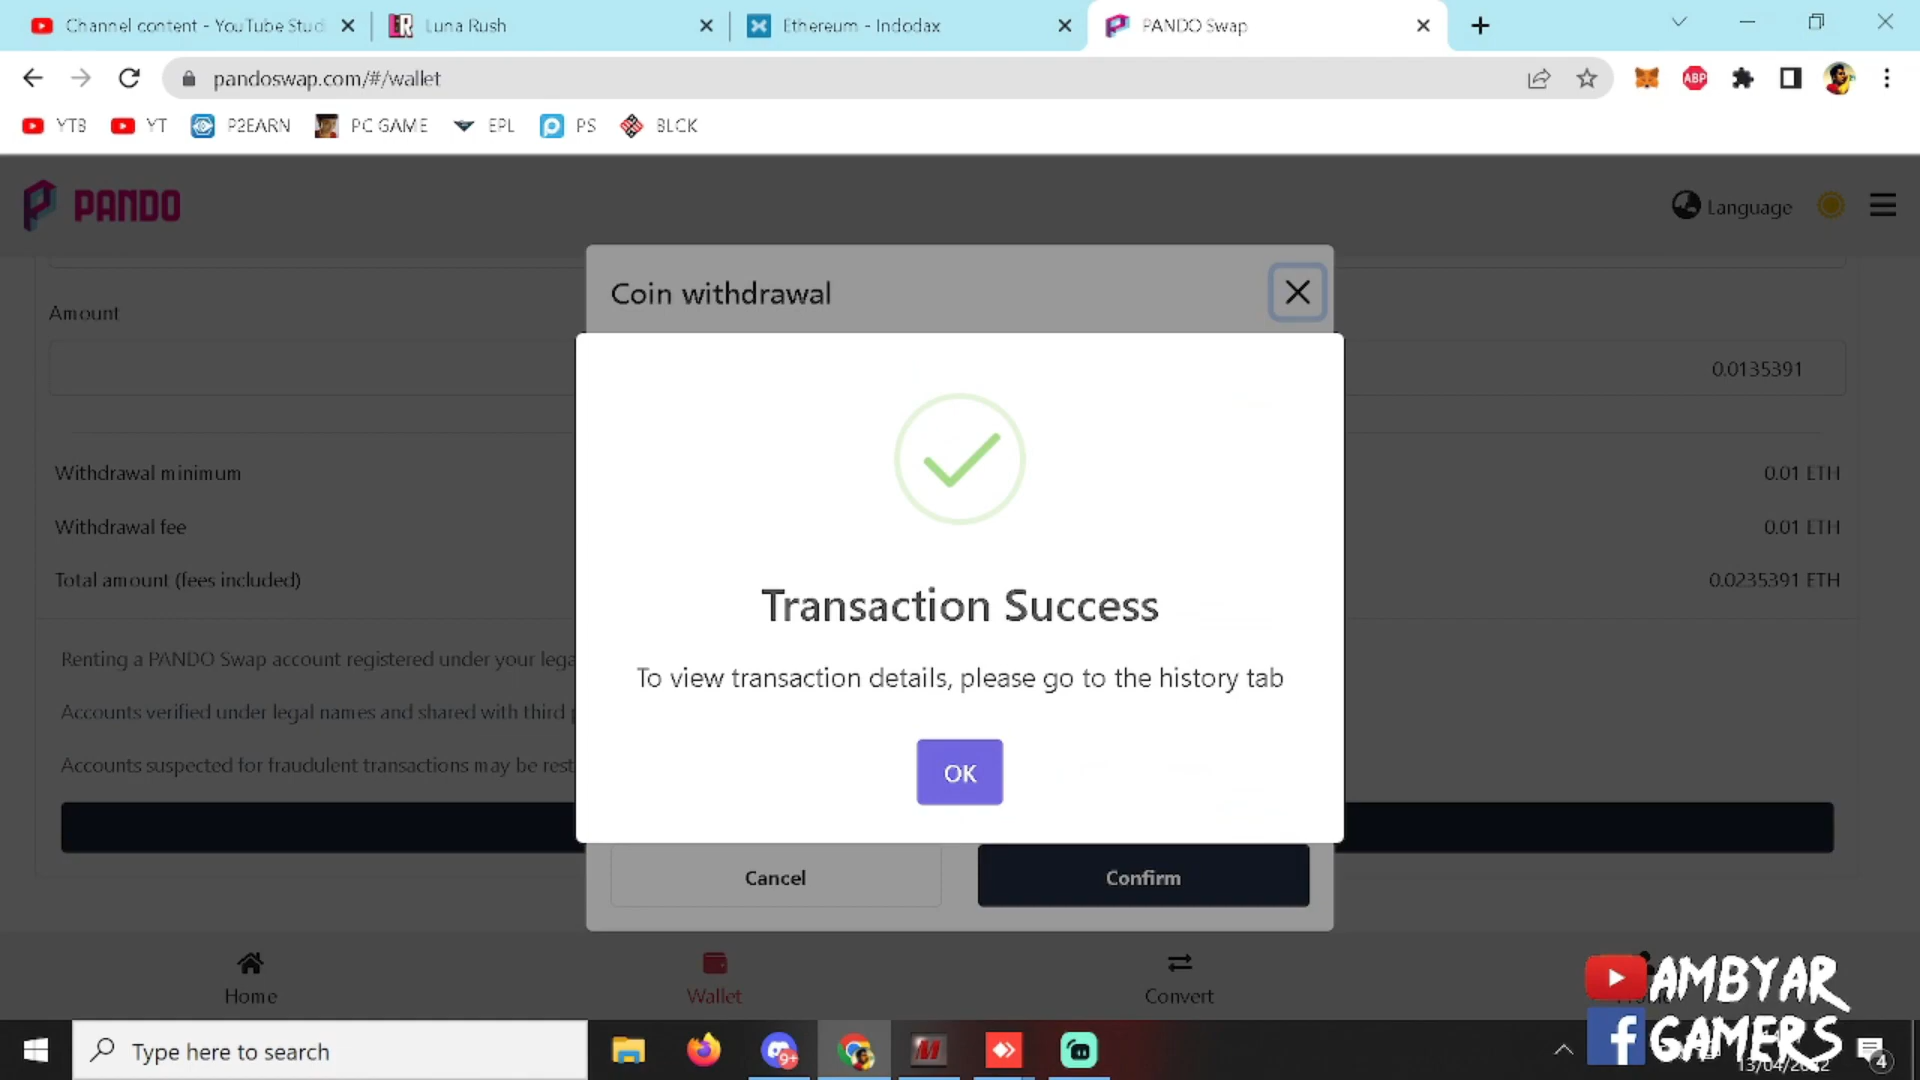 Channel content - YouTube Stud
Luna Rush
Ethereum - Indodax
PANDO Swap
pandoswap.com/#/wallet
ABP
YTB
YT
P2EARN
PC GAME
EPL
PS
BLCK
PANDO
Language
Coin withdrawal
Amount
0.0135391
Withdrawal minimum
0.01 ETH
Withdrawal fee
0.01 ETH
Total amount (fees included)
0.0235391 ETH
Transaction Success
Renting a PANDO Swap account registered under your lega
To view transaction details, please go to the history tab
Accounts verified under legal names and shared with third p
Accounts suspected for fraudulent transactions may be rest
OK
Cancel
Confirm
Home
Wallet
Convert
AMBYAR
GAMERS
Type here to search
9+
4